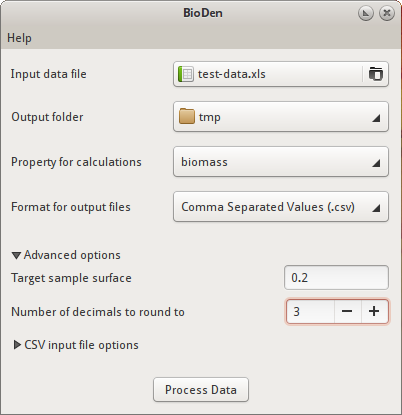 BioDen
Help
Input data file test-data.xls
Output folder tmp
Property for calculations biomass
Format for output files Comma Separated Values (.csv)
Advanced options
Target sample surface 0.2
Number of decimals to round to 3 − +
CSV input file options
Process Data